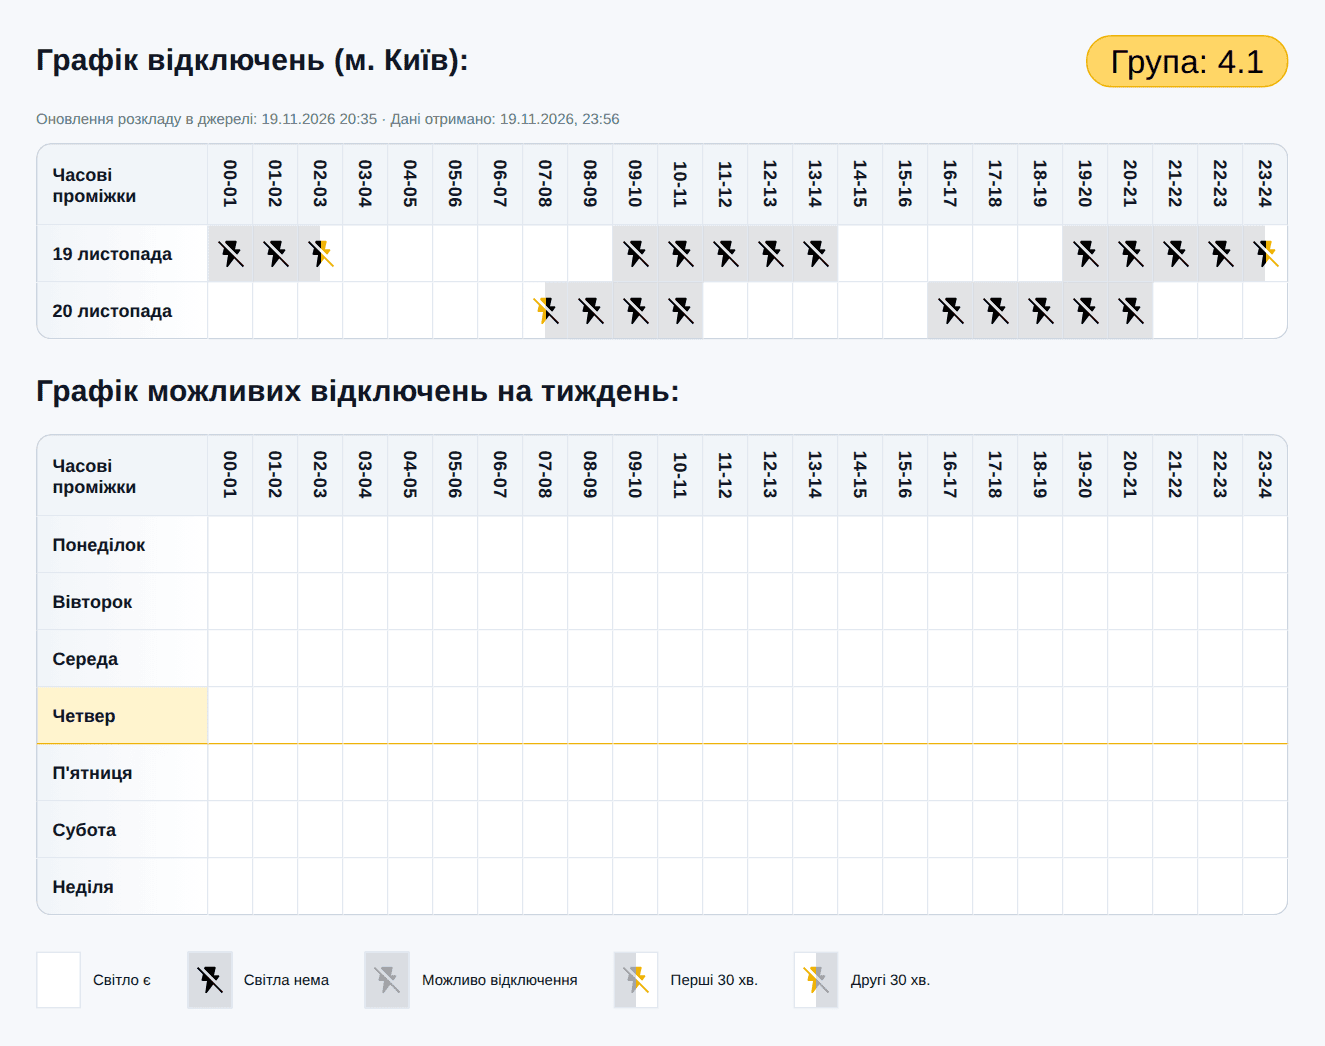 Графік відключень (м. Київ):
Група: 4.1
Оновлення розкладу в джерелі: 19.11.2026 20:35 · Дані отримано: 19.11.2026, 23:56
Часові
проміжки
00-01 01-02 02-03 03-04 04-05 05-06 06-07 07-08 08-09 09-10 10-11 11-12 12-13 13-14 14-15 15-16 16-17 17-18 18-19 19-20 20-21 21-22 22-23 23-24
19 листопада
20 листопада
Графік можливих відключень на тиждень:
Часові
проміжки
00-01 01-02 02-03 03-04 04-05 05-06 06-07 07-08 08-09 09-10 10-11 11-12 12-13 13-14 14-15 15-16 16-17 17-18 18-19 19-20 20-21 21-22 22-23 23-24
Понеділок
Вівторок
Середа
Четвер
П'ятниця
Субота
Неділя
Світло є Світла нема Можливо відключення Перші 30 хв. Другі 30 хв.